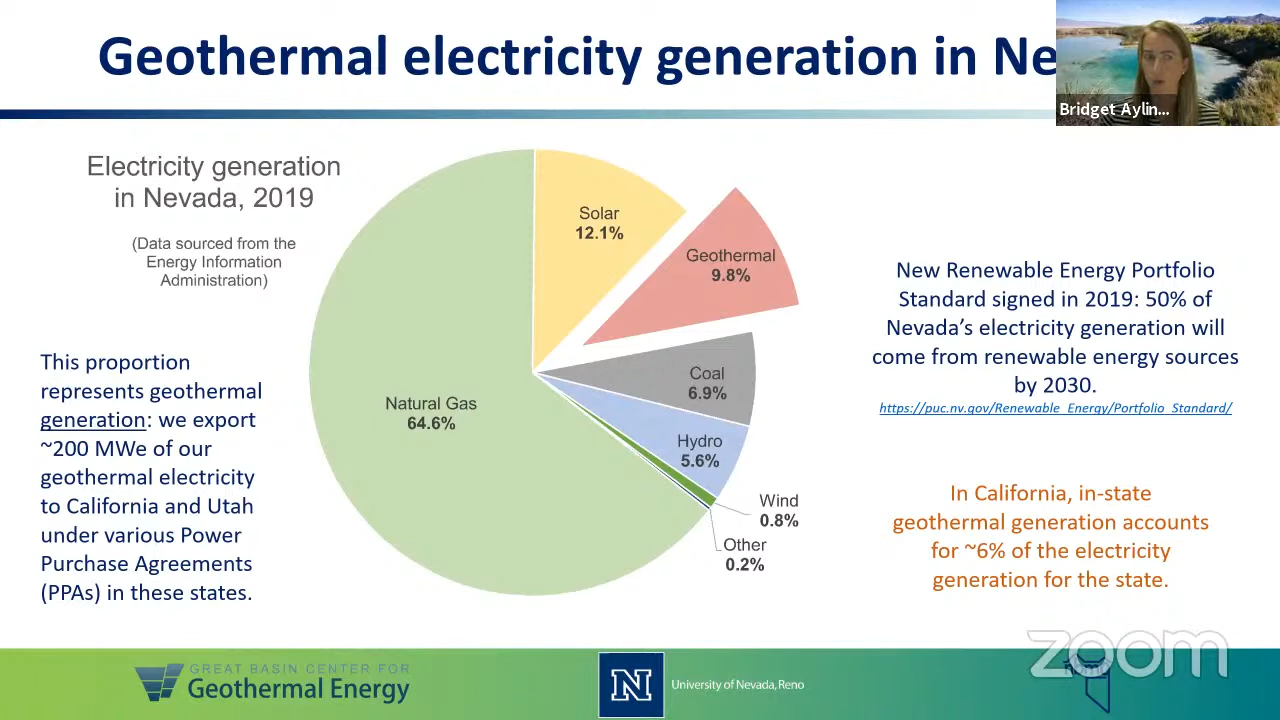 Geothermal electricity generation in Ne
Bridget Aylin...
Electricity generation
in Nevada, 2019
(Data sourced from the
Energy Information
Administration)
This proportion
represents geothermal
generation: we export
~200 MWe of our
geothermal electricity
to California and Utah
under various Power
Purchase Agreements
(PPAs) in these states.
Solar
12.1%
Geothermal
9.8%
Coal
6.9%
Hydro
5.6%
Wind
0.8%
Other
0.2%
Natural Gas
64.6%
New Renewable Energy Portfolio
Standard signed in 2019: 50% of
Nevada’s electricity generation will
come from renewable energy sources
by 2030.
https://puc.nv.gov/Renewable_Energy/Portfolio_Standard/
In California, in-state
geothermal generation accounts
for ~6% of the electricity
generation for the state.
zoom
GREAT BASIN CENTER FOR
Geothermal Energy
N
University of Nevada, Reno